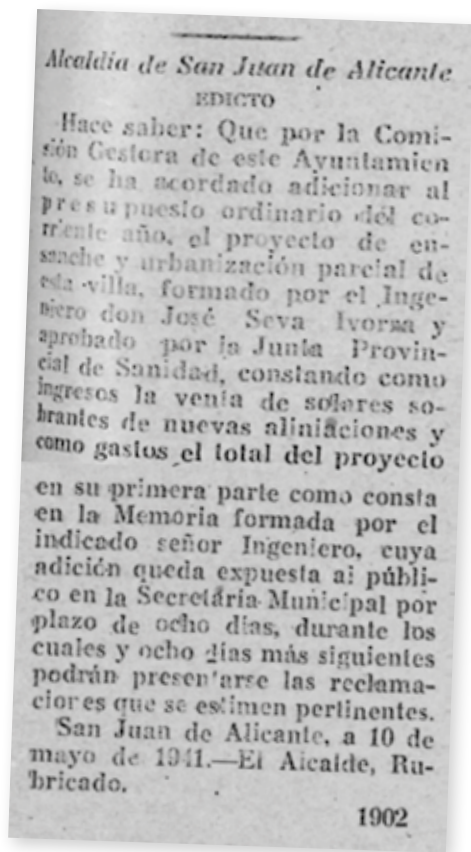 Alcaldía de San Juan de Alicante
EDICTO
Hace saber: Que por la Comi-
sión Gestora de este Ayuntamien
to, se ha acordado adicionar al
presupuesto ordinario del co-
rriente año, el proyecto de en-
sanche y urbanización parcial de
esta villa, formado por el Inge-
niero don José Seva Ivorra y
aprobado por la Junta Provin-
cial de Sanidad, constando como
ingresos la venta de solares so-
brantes de nuevas aliniaciones y
como gastos el total del proyecto
en su primera parte como consta
en la Memoria formada por el
indicado señor Ingeniero, cuya
adición queda expuesta al públi-
co en la Secretaria Municipal por
plazo de ocho días, durante los
cuales y ocho días más siguientes
podrán presentarse las reclama-
ciones que se estimen pertinentes.
San Juan de Alicante, a 10 de
mayo de 1941.—El Alcalde, Ru-
bricado.
1902